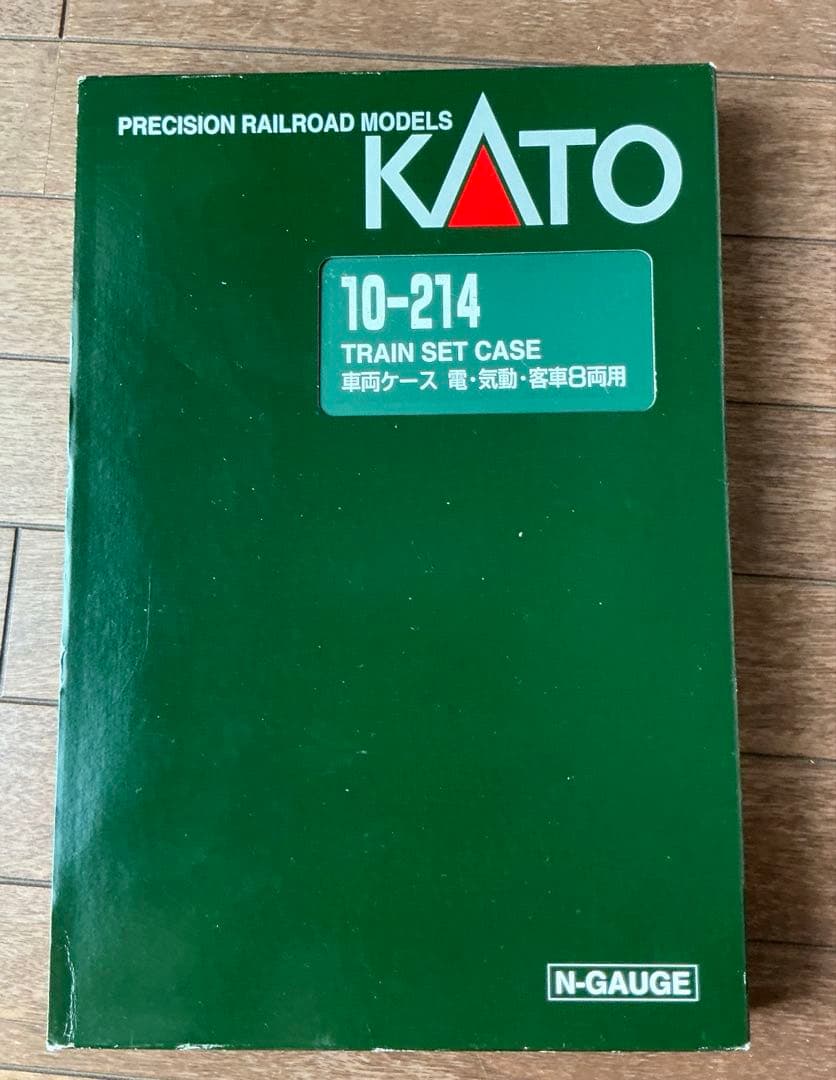 PRECISION RAILROAD MODELS
KATO
10-214
TRAIN SET CASE
車両ケース 電・気動・客車8両用
N-GAUGE